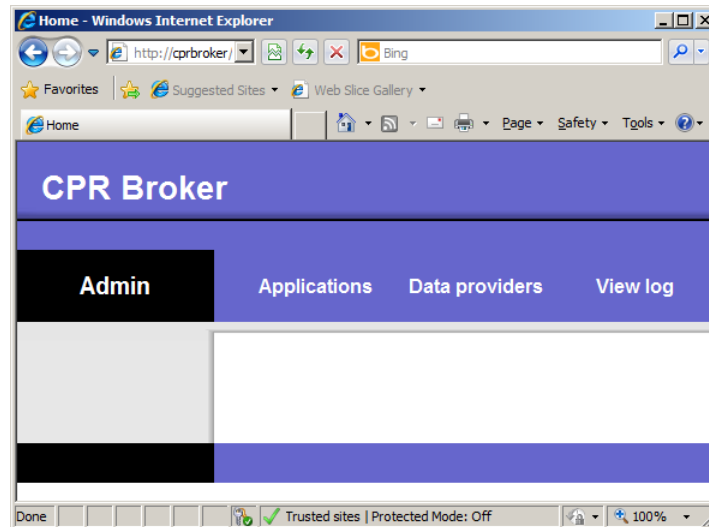 Home - Windows Internet Explorer
http://cprbroker/ Bing
Favorites Suggested Sites Web Slice Gallery
Home Page Safety Tools
CPR Broker
Admin Applications Data providers View log
Done Trusted sites | Protected Mode: Off 100%